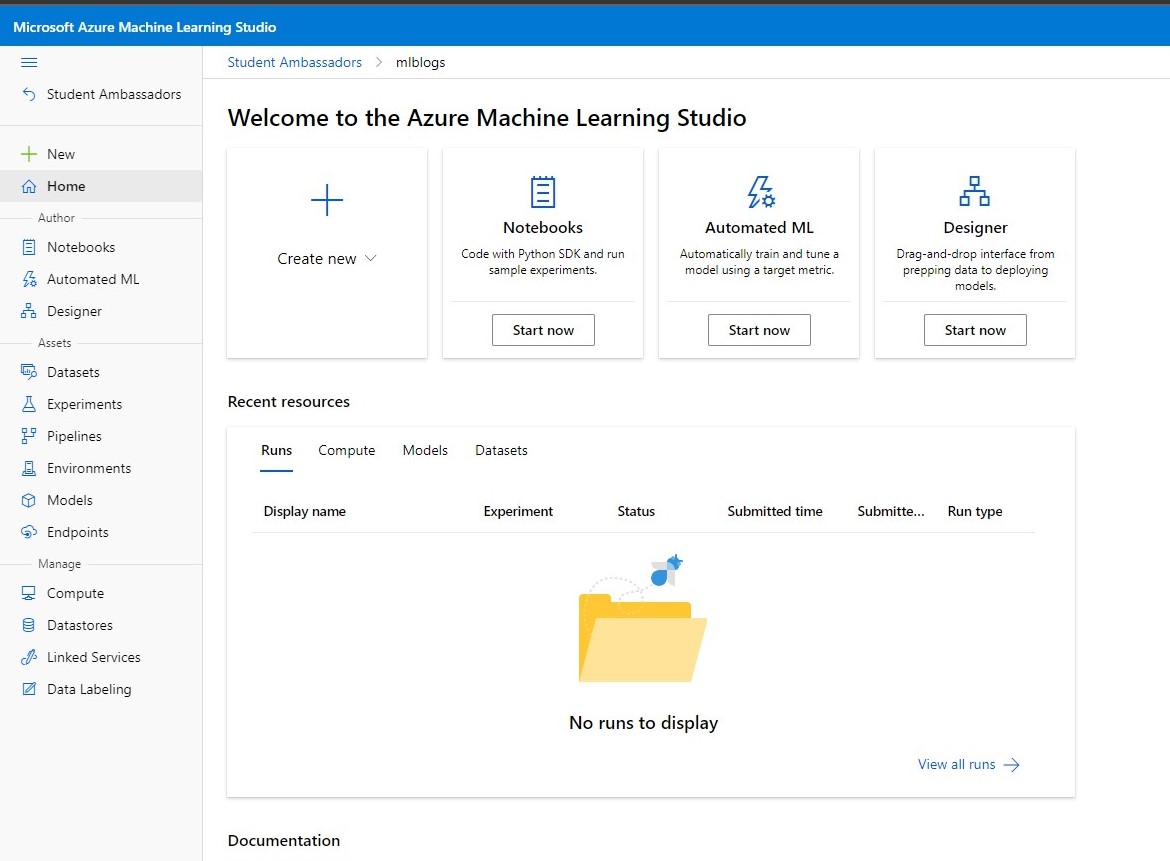 Microsoft Azure Machine Learning Studio
Student Ambassadors
New
Home
Author
Notebooks
Automated ML
Designer
Assets
Datasets
Experiments
Pipelines
Environments
Models
Endpoints
Manage
Compute
Datastores
Linked Services
Data Labeling
Student Ambassadors > mlblogs
Welcome to the Azure Machine Learning Studio
Create new
Notebooks
Code with Python SDK and run
sample experiments.
Start now
Automated ML
Automatically train and tune a
model using a target metric.
Start now
Designer
Drag-and-drop interface from
prepping data to deploying
models.
Start now
Recent resources
Runs Compute Models Datasets
Display name Experiment Status Submitted time Submitte... Run type
No runs to display
View all runs
Documentation